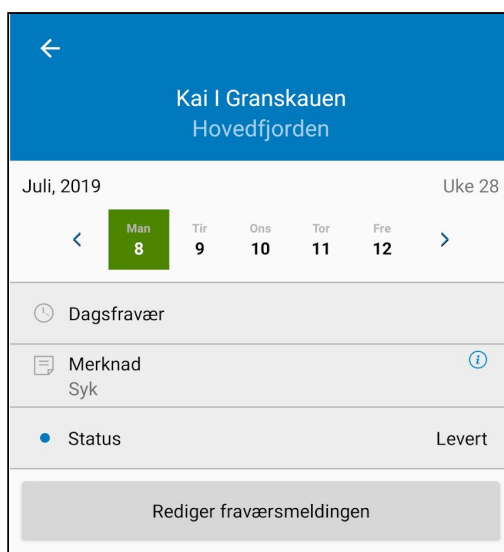 Kai I Granskauen
Hovedfjorden
Juli, 2019 Uke 28
Man Tir Ons Tor Fre
8 9 10 11 12
Dagsfravær
Merknad
Syk
Status Levert
Rediger fraværsmeldingen